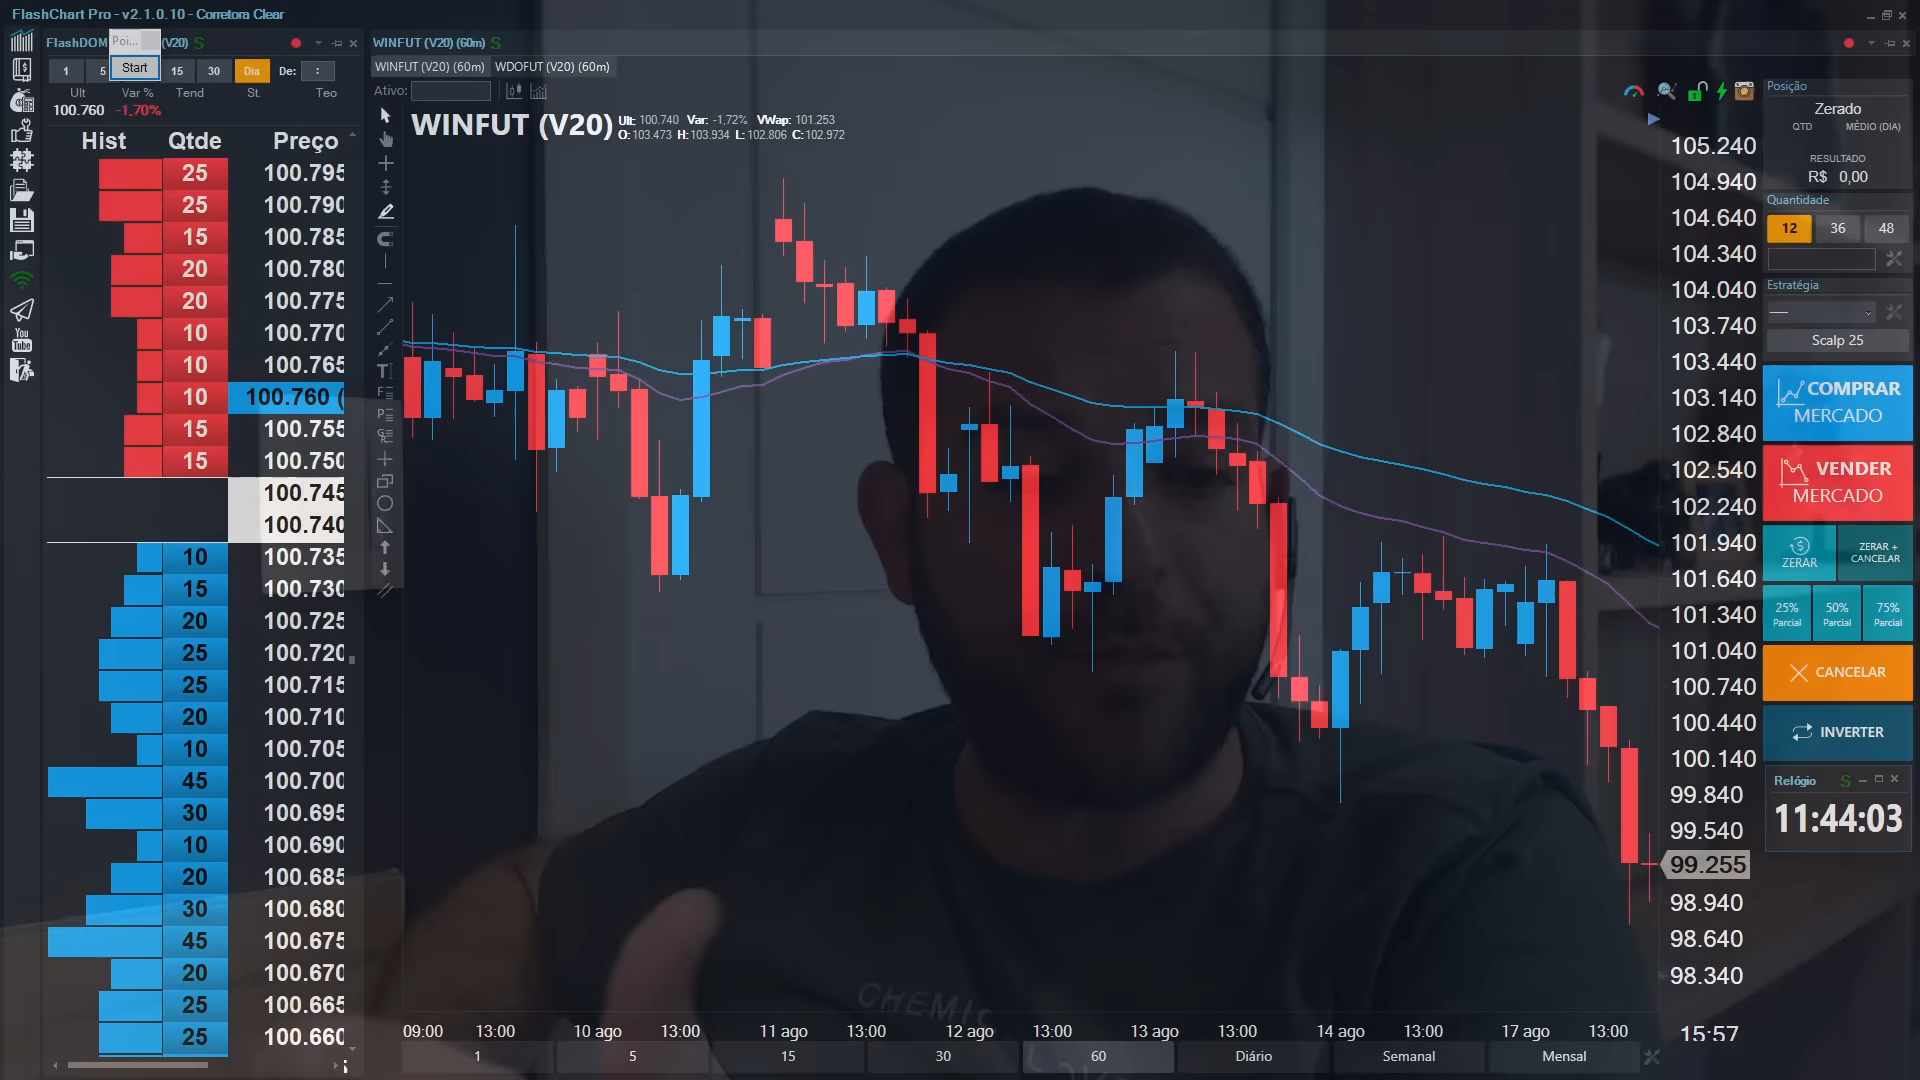 FlashChart Pro - v2.1.0.10 - Corretora Clear
FlashDOM
Poi...
(V20) S
1 5
Start
15 30 Dia De: :
Ult Var % Tend St. Teo
100.760 -1,70%
Hist Qtde Preço
25 100.795
25 100.790
15 100.785
20 100.780
20 100.775
10 100.770
10 100.765
10 100.760 (
15 100.755
15 100.750
100.745
100.740
10 100.735
15 100.730
20 100.725
25 100.720
25 100.715
20 100.710
10 100.705
45 100.700
30 100.695
10 100.690
20 100.685
30 100.680
45 100.675
20 100.670
25 100.665
25 100.660
You
Tube
WINFUT (V20) (60m) S
WINFUT (V20) (60m) WDOFUT (V20) (60m)
Ativo:
WINFUT (V20) Ult: 100.740 Var: -1,72% VWap: 101.253
O: 103.473 H: 103.934 L: 102.806 C: 102.972
105.240
104.940
104.640
104.340
104.040
103.740
103.440
103.140
102.840
102.540
102.240
101.940
101.640
101.340
101.040
100.740
100.440
100.140
99.840
99.540
99.255
98.940
98.640
98.340
09:00 13:00 10 ago 13:00 11 ago 13:00 12 ago 13:00 13 ago 13:00 14 ago 13:00 17 ago 13:00 15:57
1 5 15 30 60 Diário Semanal Mensal
Posição
Zerado
QTD MÉDIO (DIA)
RESULTADO
R$ 0,00
Quantidade
12 36 48
Estratégia
Scalp 25
COMPRAR
MERCADO
VENDER
MERCADO
ZERAR
ZERAR +
CANCELAR
25% 50% 75%
Parcial Parcial Parcial
CANCELAR
INVERTER
Relógio S
11:44:03